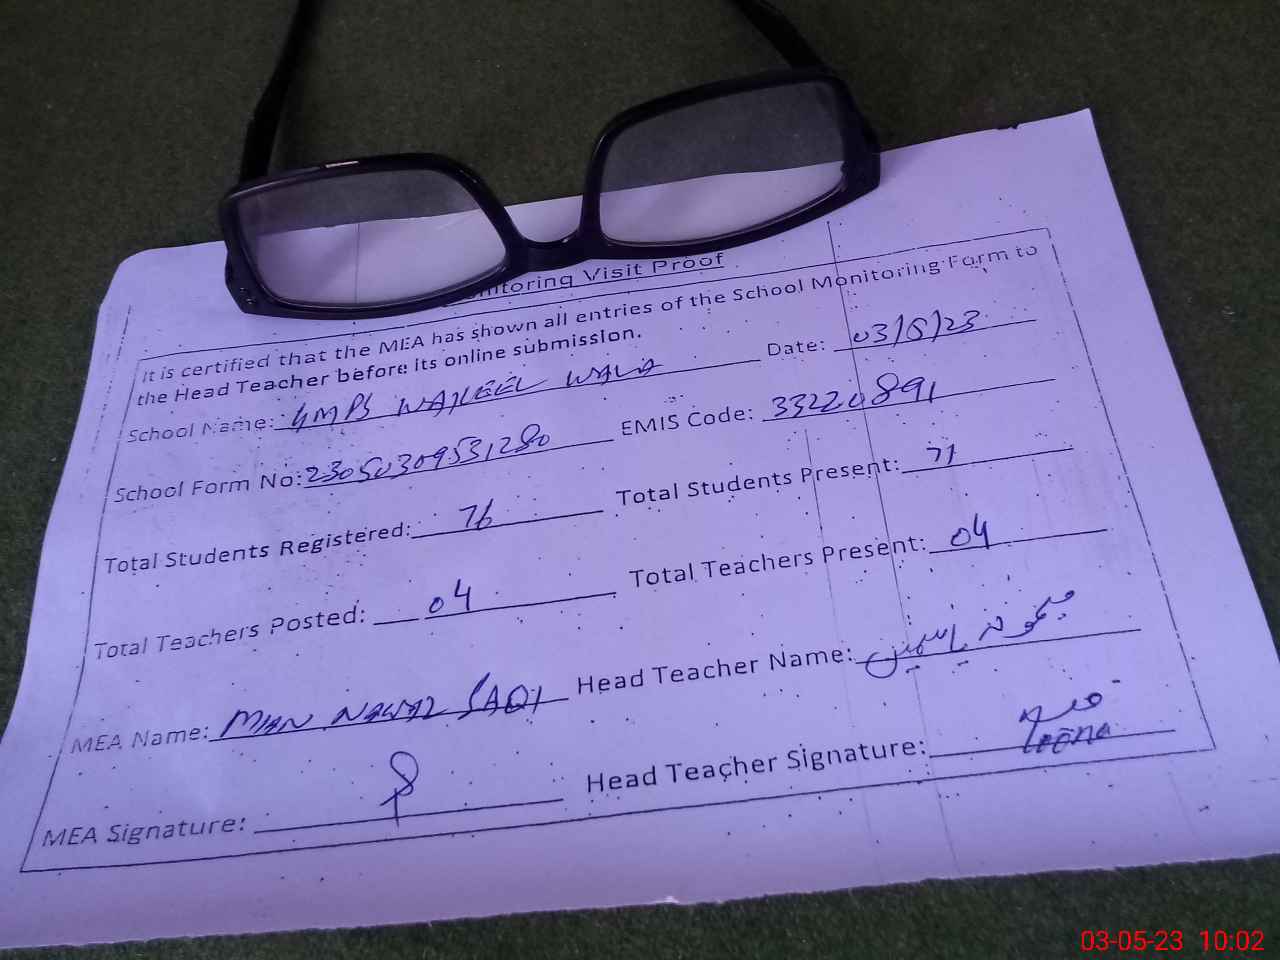 Visit Proof
It is certified that the MEA has shown all entries of the School Monitoring Form to
the Head Teacher before its online submission.
School Name: GMPS WAKEEL WALA Date: 03/5/23
School Form No: 23050309531280 EMIS Code: 33220891
Total Students Registered: 76 Total Students Present: 71
Total Teachers Posted: 04 Total Teachers Present: 04
MEA Name: MIAN NAWAZ SAQI Head Teacher Name: میمونہ یاسمین
MEA Signature: Head Teacher Signature:
03-05-23 10:02